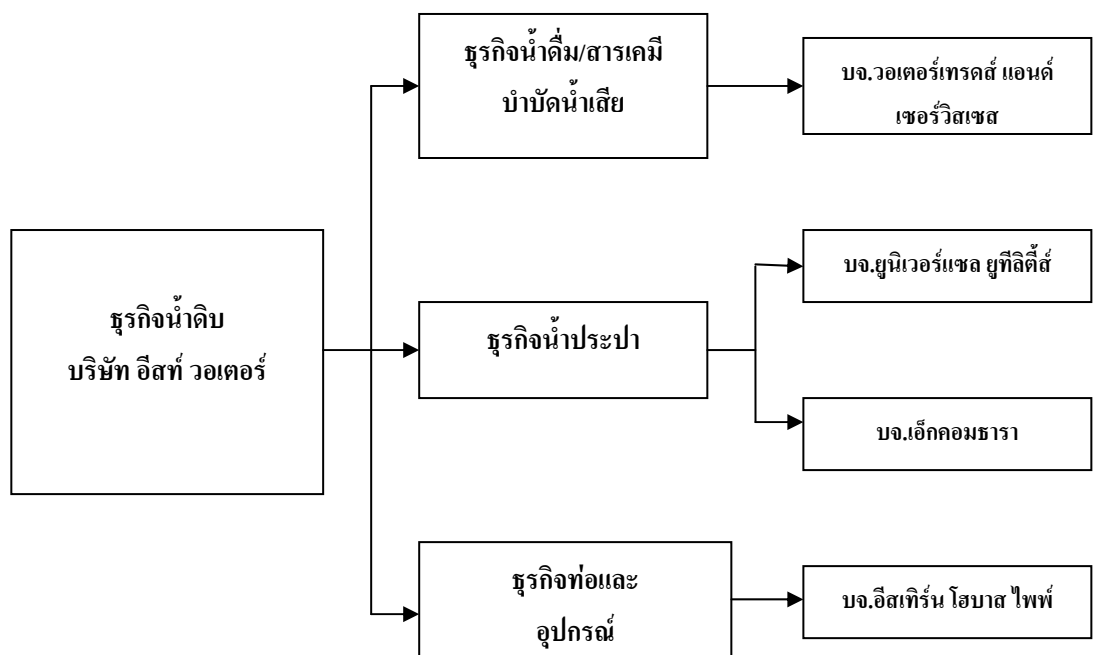 ธุรกิจน้ำดื่ม/สารเคมี
บำบัดน้ำเสีย
บจ.วอเตอร์เทรดส์ แอนด์
เซอร์วิสเซส
ธุรกิจน้ำดิบ
บริษัท อีสท์ วอเตอร์
ธุรกิจน้ำประปา
บจ.ยูนิเวอร์แซล ยูทีลิตี้ส์
บจ.เอ็กคอมธารา
ธุรกิจท่อและ
อุปกรณ์
บจ.อีสเทิร์น โฮบาส ไพพ์